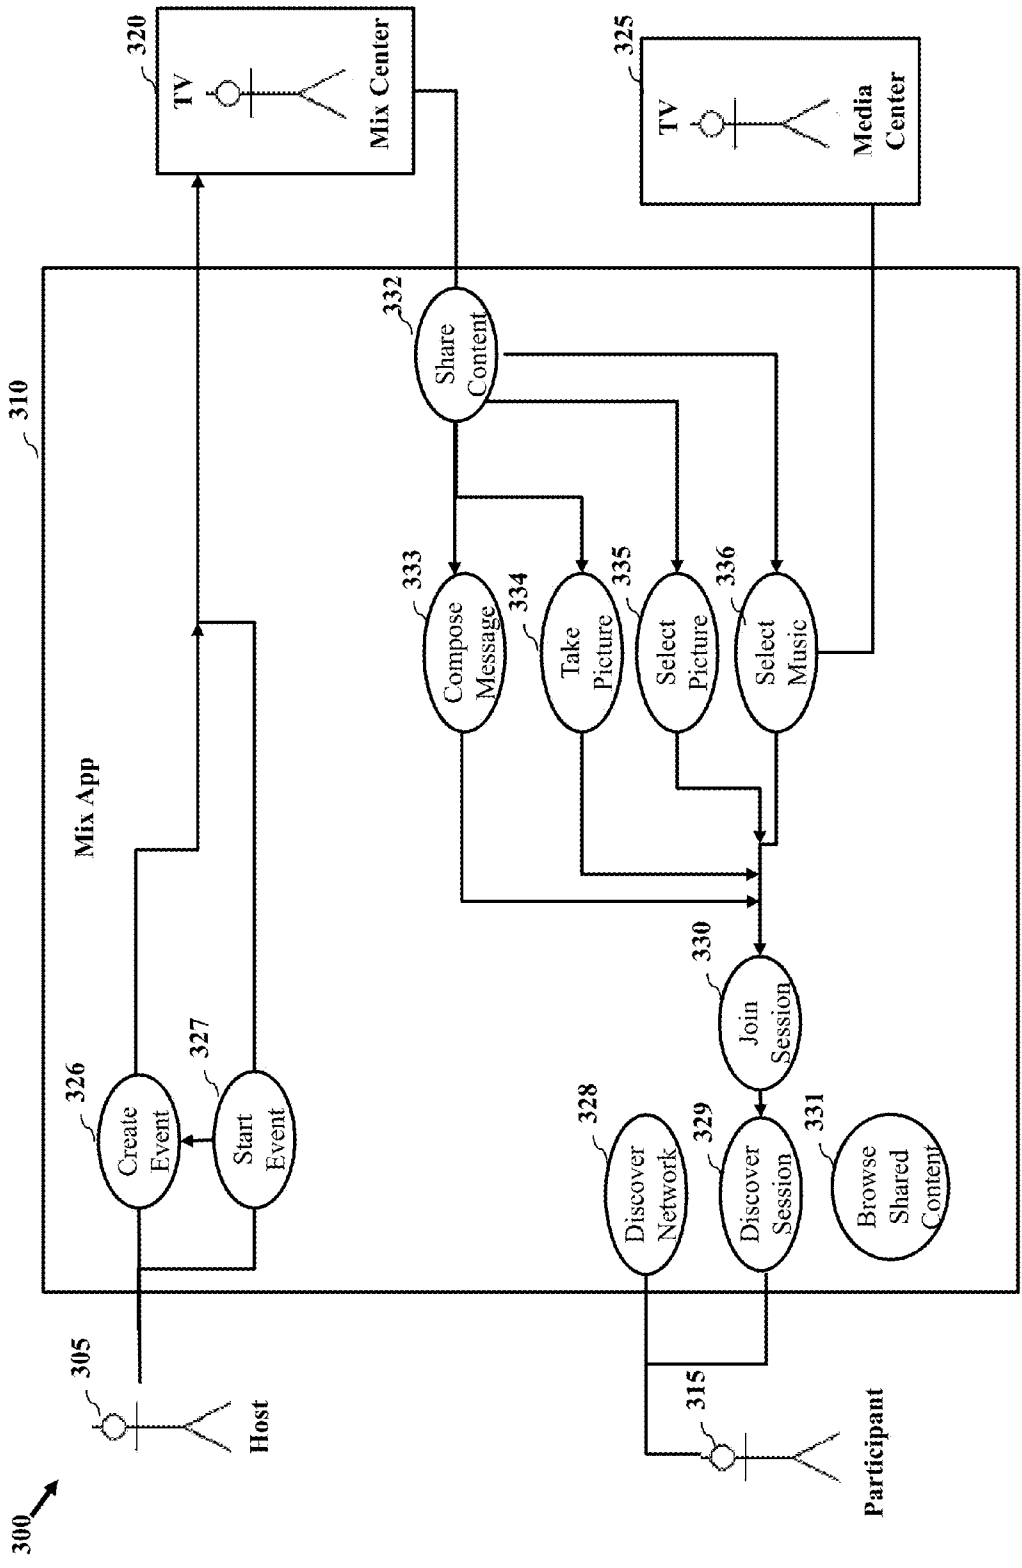 300
305
Host
315
Participant
310
Mix App
326
Create
Event
327
Start
Event
328
Discover
Network
329
Discover
Session
331
Browse
Shared
Content
330
Join
Session
333
Compose
Message
334
Take
Picture
335
Select
Picture
336
Select
Music
332
Share
Content
320
TV
Mix Center
325
TV
Media
Center